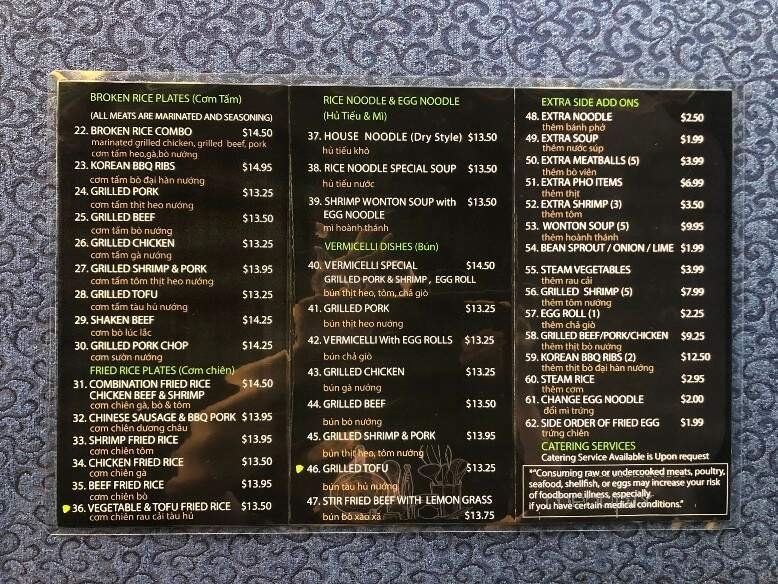 BROKEN RICE PLATES (Cơm Tấm)
(ALL MEATS ARE MARINATED AND SEASONING)
22. BROKEN RICE COMBO $14.50
marinated grilled chicken, grilled beef, pork
cơm tấm heo,gà,bò nướng
23. KOREAN BBQ RIBS $14.95
cơm tấm bò đại hàn nướng
24. GRILLED PORK $13.25
cơm tấm thịt heo nướng
25. GRILLED BEEF $13.50
cơm tấm bò nướng
26. GRILLED CHICKEN $13.25
cơm tấm gà nướng
27. GRILLED SHRIMP & PORK $13.95
cơm tấm tôm thịt heo nướng
28. GRILLED TOFU $13.25
cơm tấm tàu hủ nướng
29. SHAKEN BEEF $14.25
cơm bò lúc lắc
30. GRILLED PORK CHOP $14.25
cơm sườn nướng
FRIED RICE PLATES (Cơm chiên)
31. COMBINATION FRIED RICE $14.50
CHICKEN BEEF & SHRIMP
cơm chiên gà, bò & tôm
32. CHINESE SAUSAGE & BBQ PORK $13.95
cơm chiên dương châu
33. SHRIMP FRIED RICE $13.95
cơm chiên tôm
34. CHICKEN FRIED RICE $13.50
cơm chiên gà
35. BEEF FRIED RICE $13.95
cơm chiên bò
36. VEGETABLE & TOFU FRIED RICE $13.50
cơm chiên rau cải tàu hủ
RICE NOODLE & EGG NOODLE
(Hủ Tiếu & Mì)
37. HOUSE NOODLE (Dry Style) $13.50
hủ tiếu khô
38. RICE NOODLE SPECIAL SOUP $13.50
hủ tiếu nước
39. SHRIMP WONTON SOUP with $13.50
EGG NOODLE
mì hoành thánh
VERMICELLI DISHES (Bún)
40. VERMICELLI SPECIAL $14.50
GRILLED PORK & SHRIMP, EGG ROLL
bún thịt heo, tôm, chả giò
41. GRILLED PORK $13.25
bún thịt heo nướng
42. VERMICELLI With EGG ROLLS $13.25
bún chả giò
43. GRILLED CHICKEN $13.25
bún gà nướng
44. GRILLED BEEF $13.50
bún bò nướng
45. GRILLED SHRIMP & PORK $13.95
bún thịt heo, tôm nướng
46. GRILLED TOFU $13.25
bún tàu hủ nướng
47. STIR FRIED BEEF WITH LEMON GRASS
bún bò xào xả $13.75
EXTRA SIDE ADD ONS
48. EXTRA NOODLE $2.50
thêm bánh phở
49. EXTRA SOUP $1.99
thêm nước súp
50. EXTRA MEATBALLS (5) $3.99
thêm bò viên
51. EXTRA PHO ITEMS $6.99
thêm thịt
52. EXTRA SHRIMP (3) $3.50
thêm tôm
53. WONTON SOUP (5) $9.95
thêm hoành thánh
54. BEAN SPROUT / ONION / LIME $1.99
55. STEAM VEGETABLES $3.99
thêm rau cải
56. GRILLED SHRIMP (5) $7.99
thêm tôm nướng
57. EGG ROLL (1) $2.25
thêm chả giò
58. GRILLED BEEF/PORK/CHICKEN $9.25
thêm thịt bò nướng
59. KOREAN BBQ RIBS (2) $12.50
thêm thịt bò đại hàn nướng
60. STEAM RICE $2.95
thêm cơm
61. CHANGE EGG NOODLE $2.00
đổi mì trứng
62. SIDE ORDER OF FRIED EGG $1.99
trứng chiên
CATERING SERVICES
Catering Service Available is Upon request
"*Consuming raw or undercooked meats, poultry,
seafood, shellfish, or eggs may increase your risk
of foodborne illness, especially
if you have certain medical conditions."